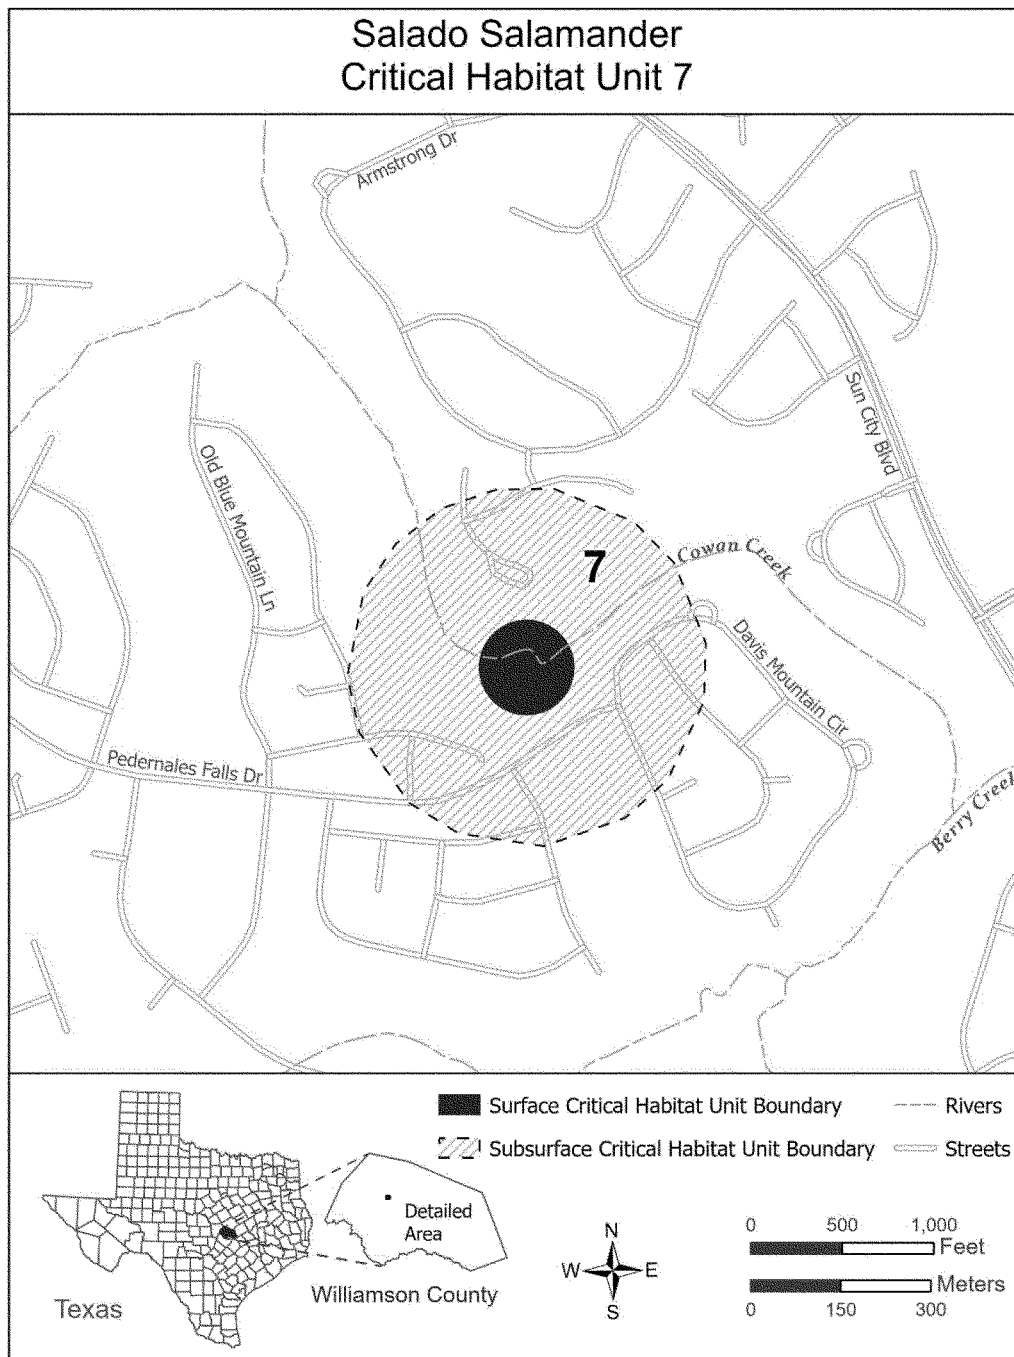 Salado Salamander
Critical Habitat Unit 7
Armstrong Dr
Sun City Blvd
Old Blue Mountain Ln
7
Cowan Creek
Davis Mountain Cir
Pedernales Falls Dr
Berry Creek
Surface Critical Habitat Unit Boundary
Rivers
Subsurface Critical Habitat Unit Boundary
Streets
Detailed
Area
Williamson County
Texas
N
W
E
S
0 500 1,000
Feet
Meters
0 150 300